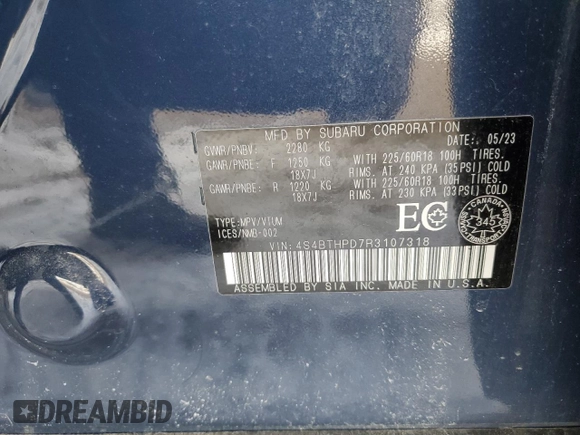 MFD BY SUBARU CORPORATION
GVWR/PNBV: 2280 KG DATE: 05/23
GAWR/PNBE: F 1250 KG WITH 225/60R18 100H TIRES.
18X7J RIMS. AT 240 KPA (35PSI) COLD
GAWR/PNBE: R 1220 KG WITH 225/60R18 100H TIRES.
18X7J RIMS. AT 230 KPA (33PSI) COLD
TYPE:MPV/VTUM
ICES/NMB-002
EC
CANADA
345
TRANSPORT
VIN:4S4BTHPD7R3107318
ASSEMBLED BY SIA INC. MADE IN U.S.A.
DREAMBID